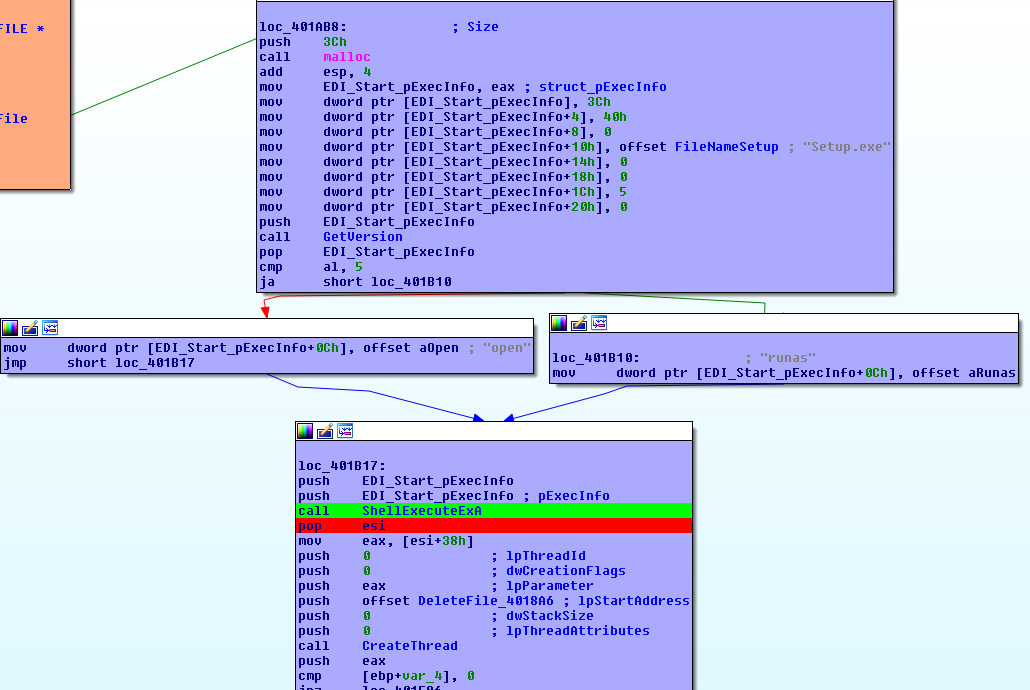 FILE *
File
loc_401AB8: ; Size
push 3Ch
call malloc
add esp, 4
mov EDI_Start_pExecInfo, eax ; struct_pExecInfo
mov dword ptr [EDI_Start_pExecInfo], 3Ch
mov dword ptr [EDI_Start_pExecInfo+4], 40h
mov dword ptr [EDI_Start_pExecInfo+8], 0
mov dword ptr [EDI_Start_pExecInfo+10h], offset FileNameSetup ; "Setup.exe"
mov dword ptr [EDI_Start_pExecInfo+14h], 0
mov dword ptr [EDI_Start_pExecInfo+18h], 0
mov dword ptr [EDI_Start_pExecInfo+1Ch], 5
mov dword ptr [EDI_Start_pExecInfo+20h], 0
push EDI_Start_pExecInfo
call GetVersion
pop EDI_Start_pExecInfo
cmp al, 5
ja short loc_401B10
mov dword ptr [EDI_Start_pExecInfo+0Ch], offset aOpen ; "open"
jmp short loc_401B17
loc_401B10: ; "runas"
mov dword ptr [EDI_Start_pExecInfo+0Ch], offset aRunas
loc_401B17:
push EDI_Start_pExecInfo
push EDI_Start_pExecInfo ; pExecInfo
call ShellExecuteExA
pop esi
mov eax, [esi+38h]
push 0 ; lpThreadId
push 0 ; dwCreationFlags
push eax ; lpParameter
push offset DeleteFile_4018A6 ; lpStartAddress
push 0 ; dwStackSize
push 0 ; lpThreadAttributes
call CreateThread
push eax
cmp [ebp+var_4], 0